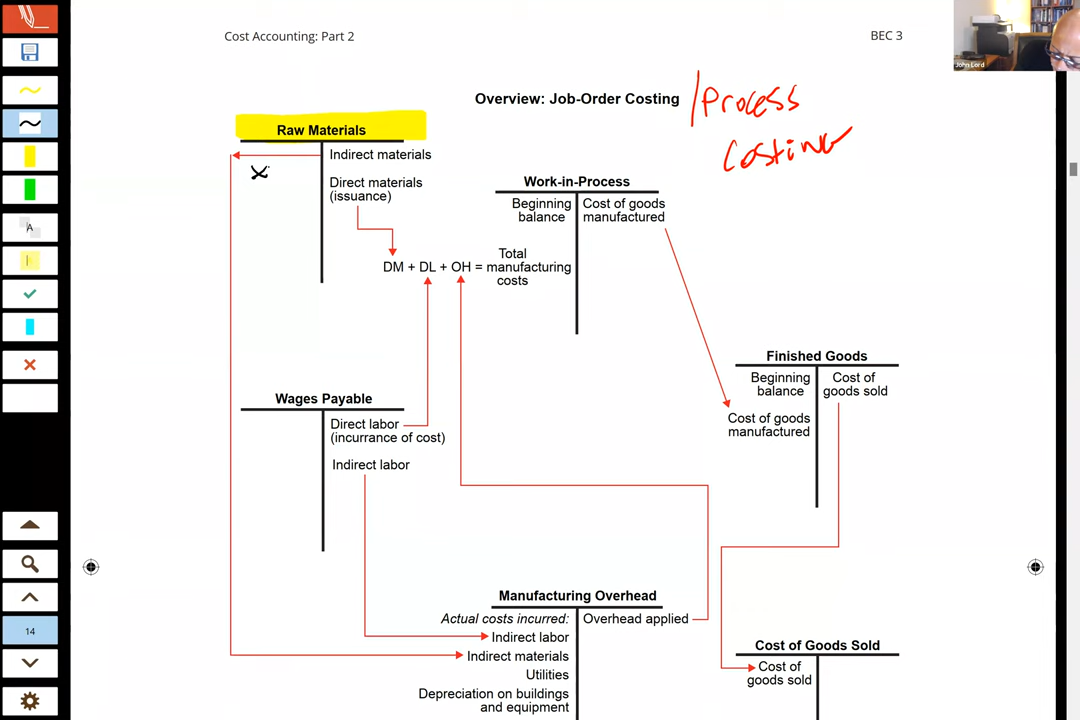 Cost Accounting: Part 2
BEC 3
John Lord
Overview: Job-Order Costing
/Process
Costing
Raw Materials
Indirect materials
Direct materials
(issuance)
X
Work-in-Process
Beginning
balance
Cost of goods
manufactured
DM + DL + OH =
Total
manufacturing
costs
Finished Goods
Beginning
balance
Cost of
goods sold
Cost of goods
manufactured
Wages Payable
Direct labor
(incurrance of cost)
Indirect labor
Manufacturing Overhead
Actual costs incurred:
Overhead applied
Indirect labor
Indirect materials
Utilities
Depreciation on buildings
and equipment
Cost of Goods Sold
Cost of
goods sold
A
14